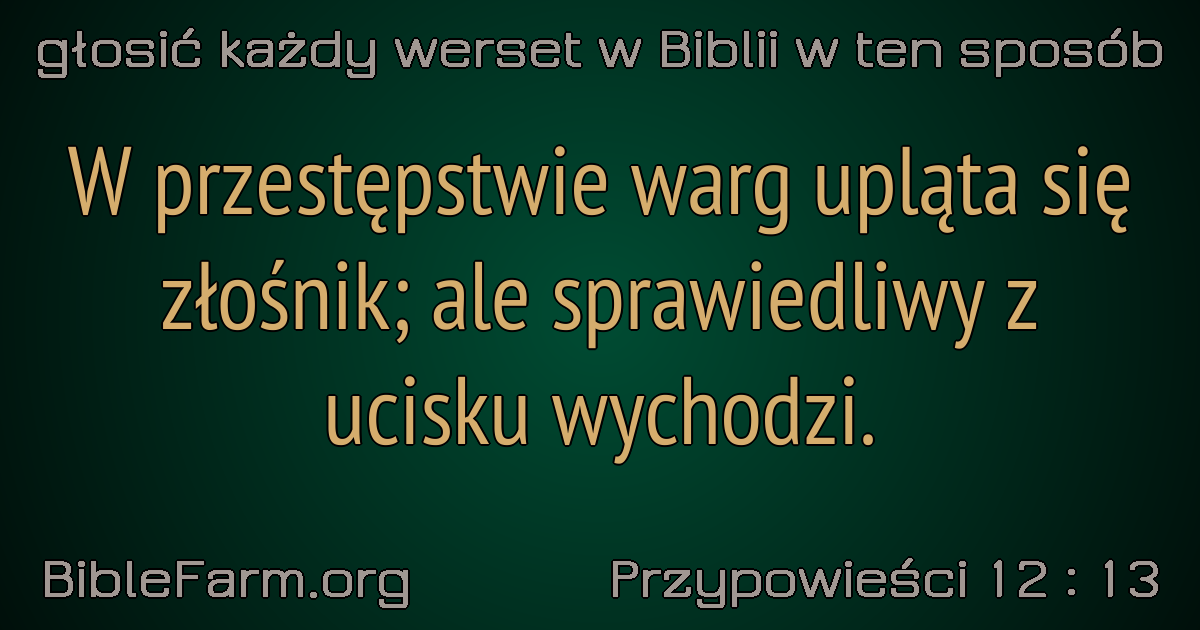 głosić każdy werset w Biblii w ten sposób
W przestępstwie warg upląta się
złośnik; ale sprawiedliwy z
ucisku wychodzi.
BibleFarm.org
Przypowieści 12 : 13